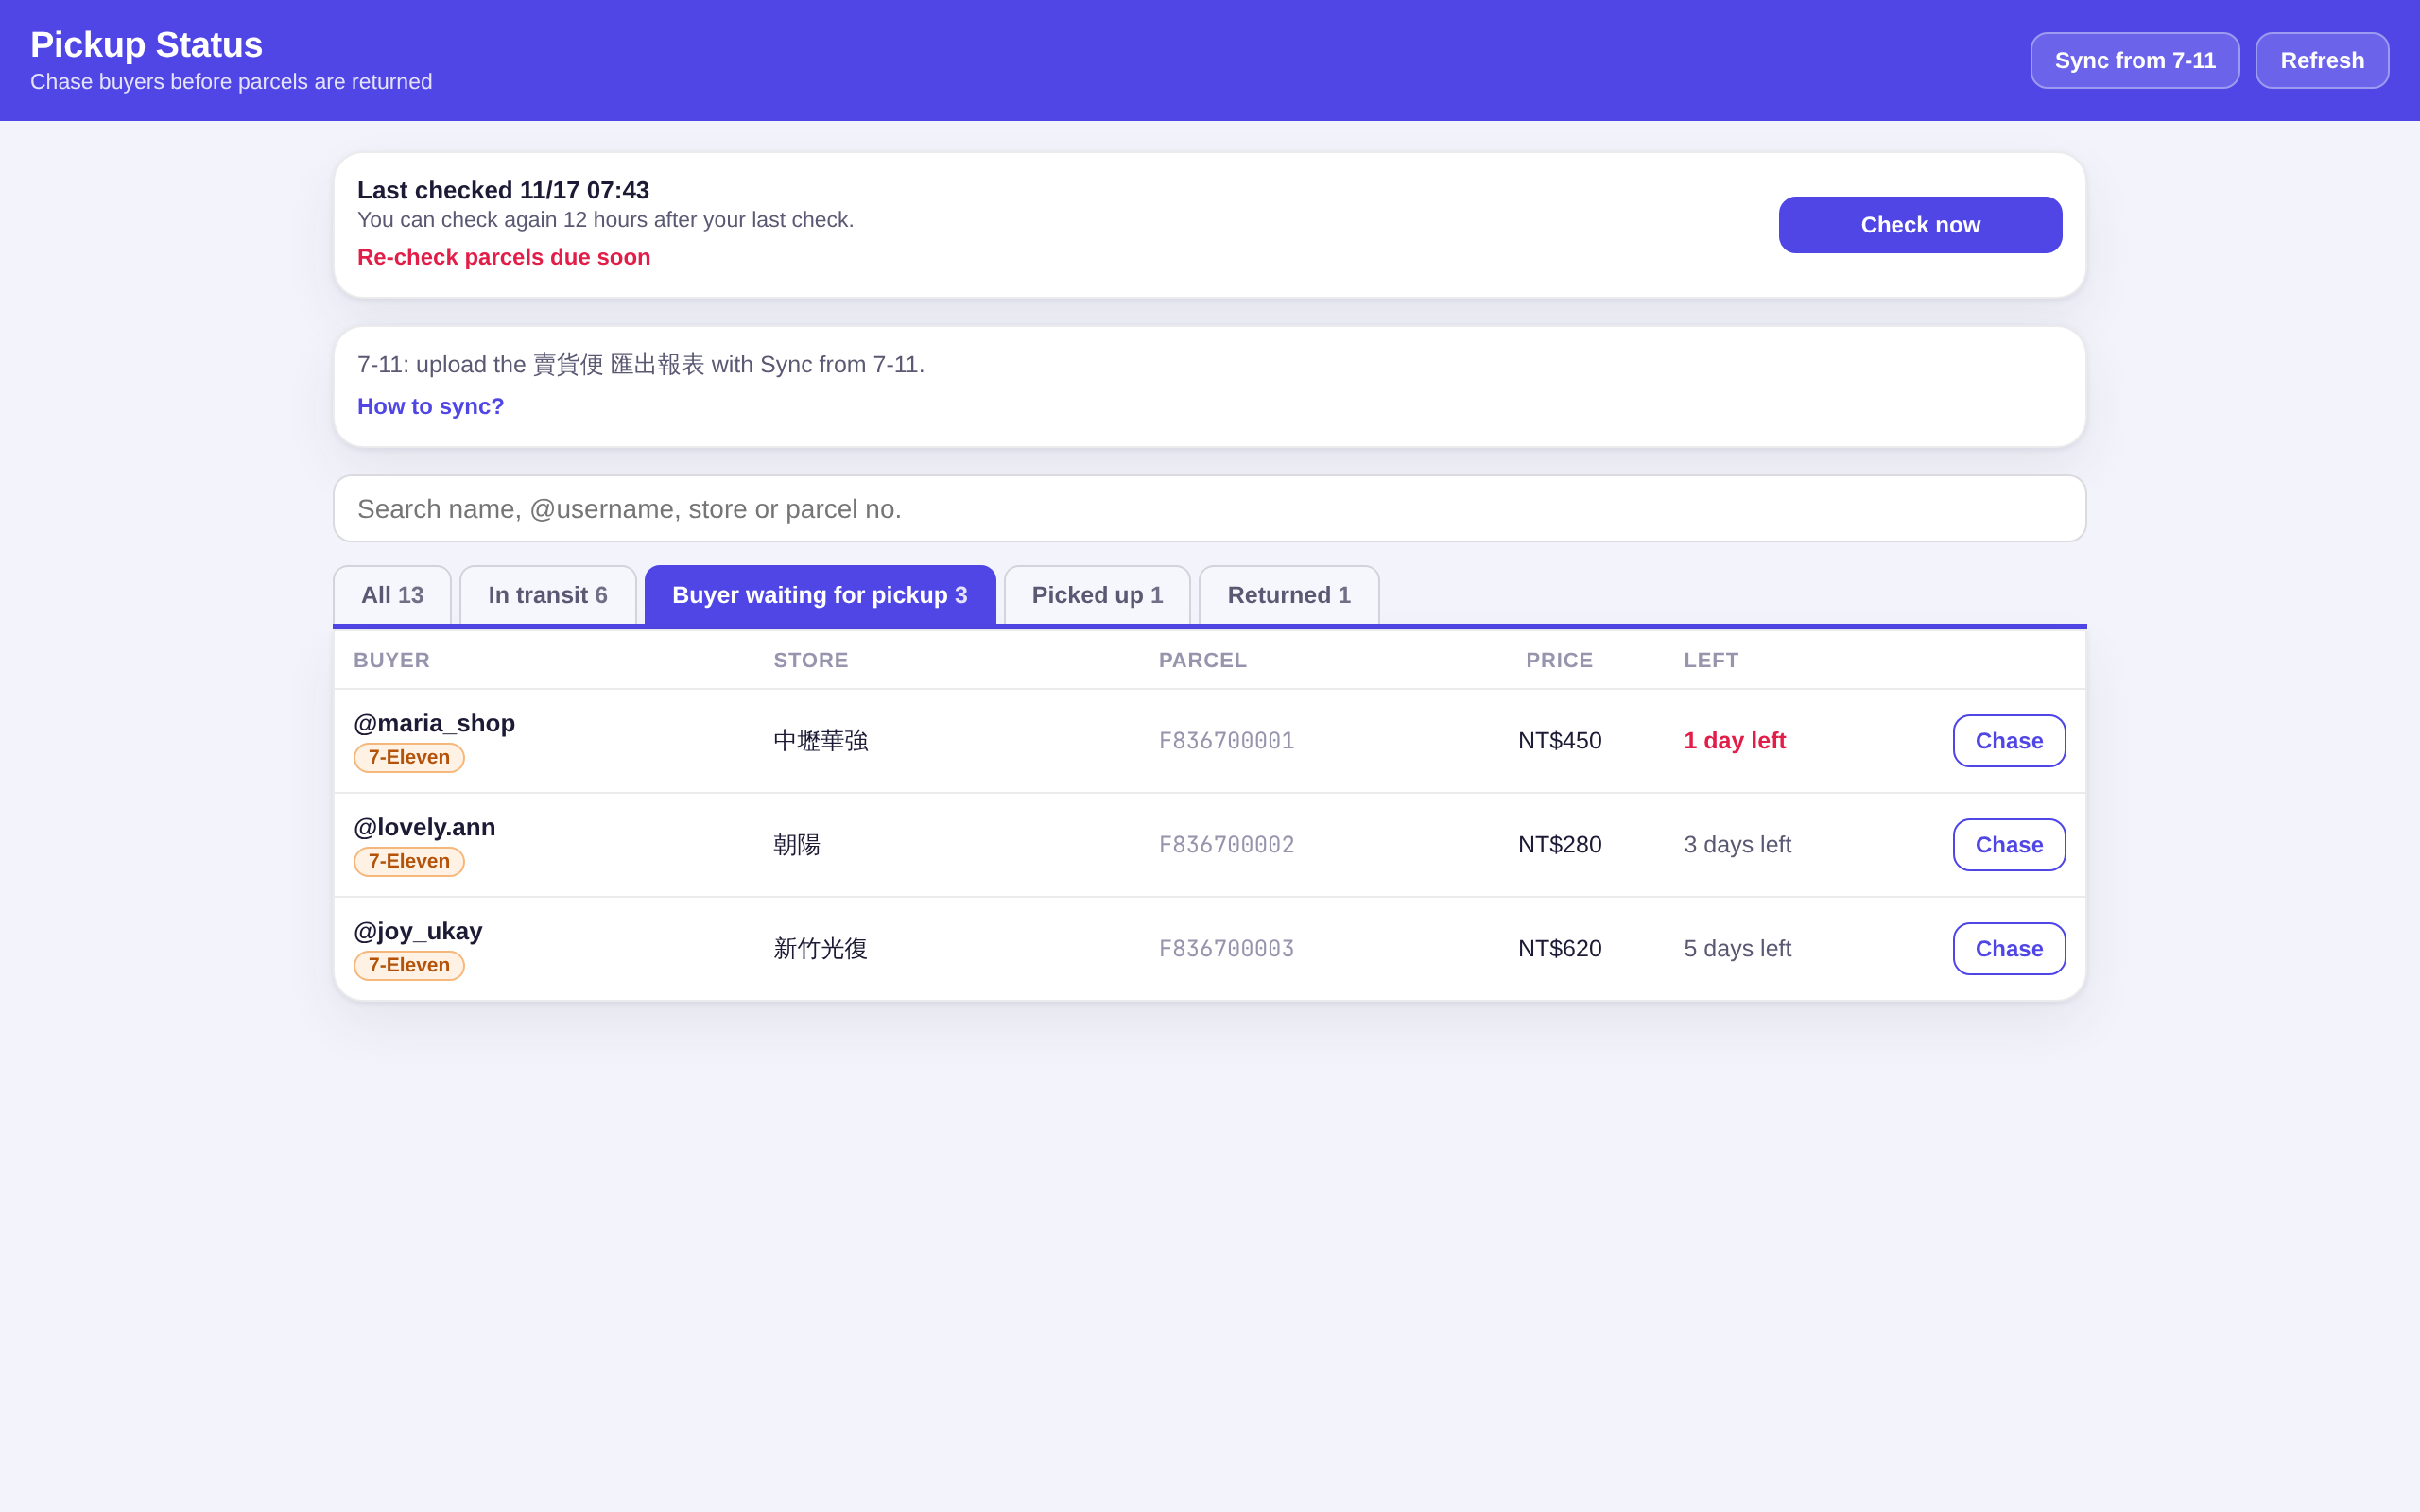 Pickup Status
Chase buyers before parcels are returned
Sync from 7-11
Refresh
Last checked 11/17 07:43
You can check again 12 hours after your last check.
Re-check parcels due soon
Check now
7-11: upload the 賣貨便 匯出報表 with Sync from 7-11.
How to sync?
Search name, @username, store or parcel no.
All 13
In transit 6
Buyer waiting for pickup 3
Picked up 1
Returned 1
BUYER STORE PARCEL PRICE LEFT
@maria_shop
7-Eleven
中壢華強 F836700001 NT$450 1 day left Chase
@lovely.ann
7-Eleven
朝陽 F836700002 NT$280 3 days left Chase
@joy_ukay
7-Eleven
新竹光復 F836700003 NT$620 5 days left Chase